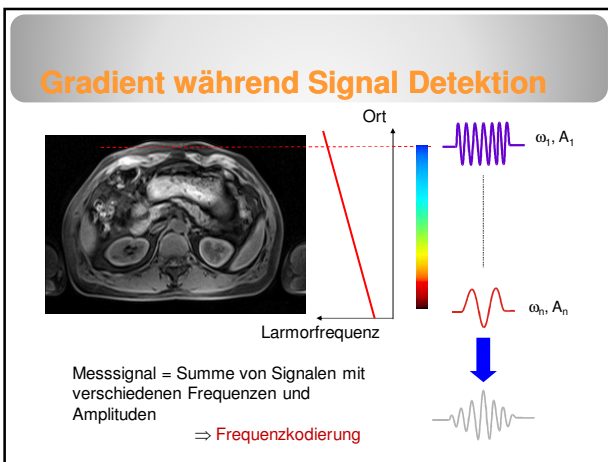 Gradient während Signal Detektion
Ort
ω1, A1
ωn, An
Larmorfrequenz
Messsignal = Summe von Signalen mit
verschiedenen Frequenzen und
Amplituden
⇒ Frequenzkodierung